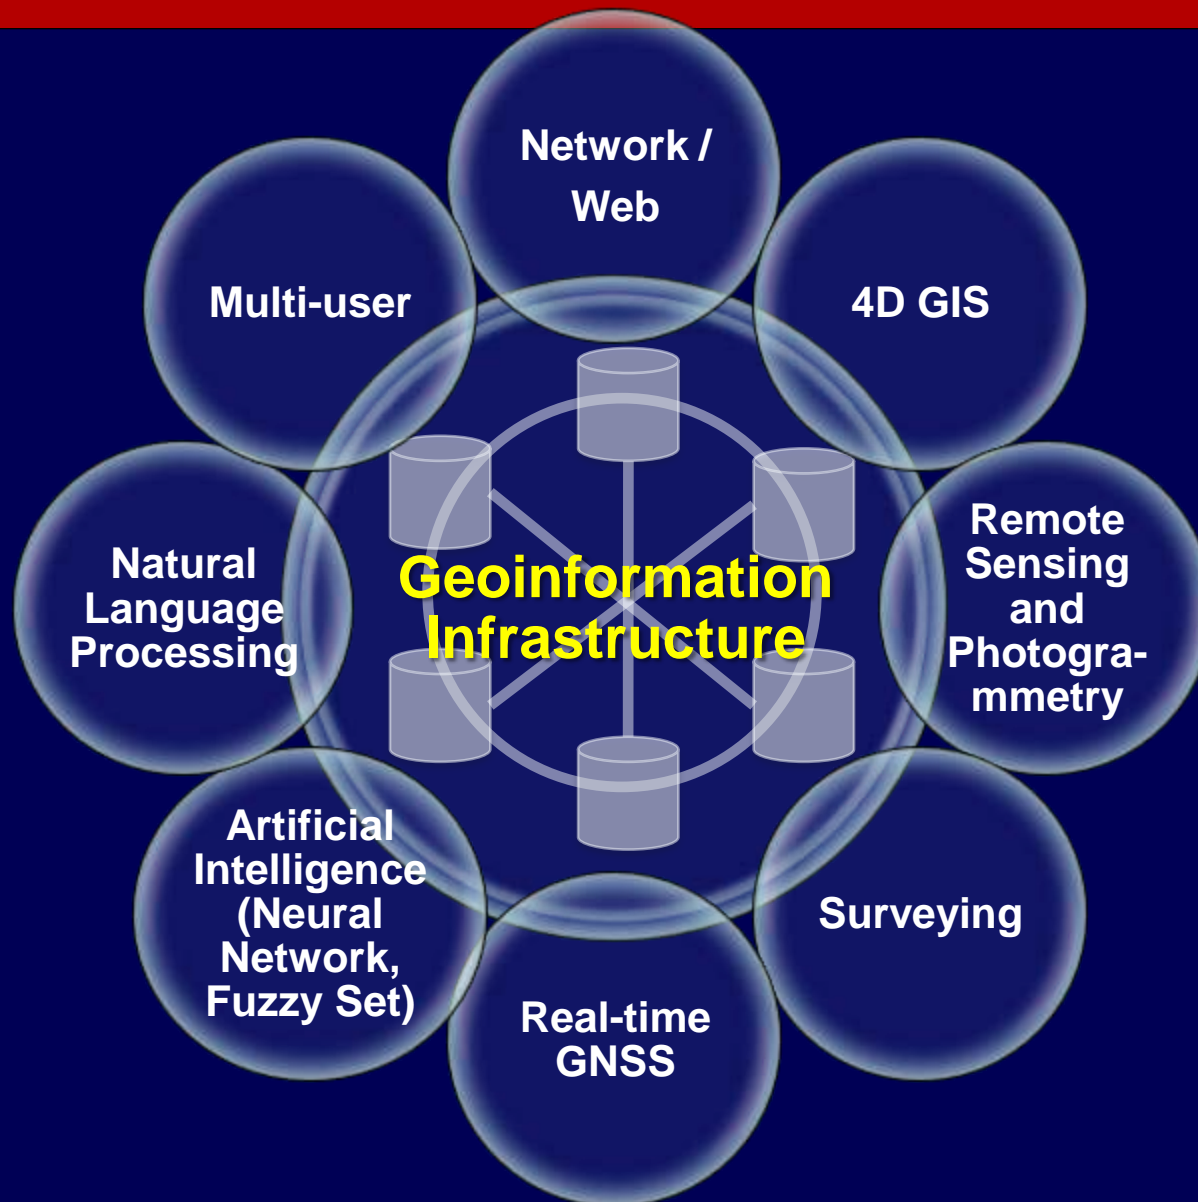 Network /
Web
Multi-user
4D GIS
Natural
Language
Processing
Geoinformation
Infrastructure
Remote
Sensing
and
Photogra-
mmetry
Artificial
Intelligence
(Neural
Network,
Fuzzy Set)
Surveying
Real-time
GNSS